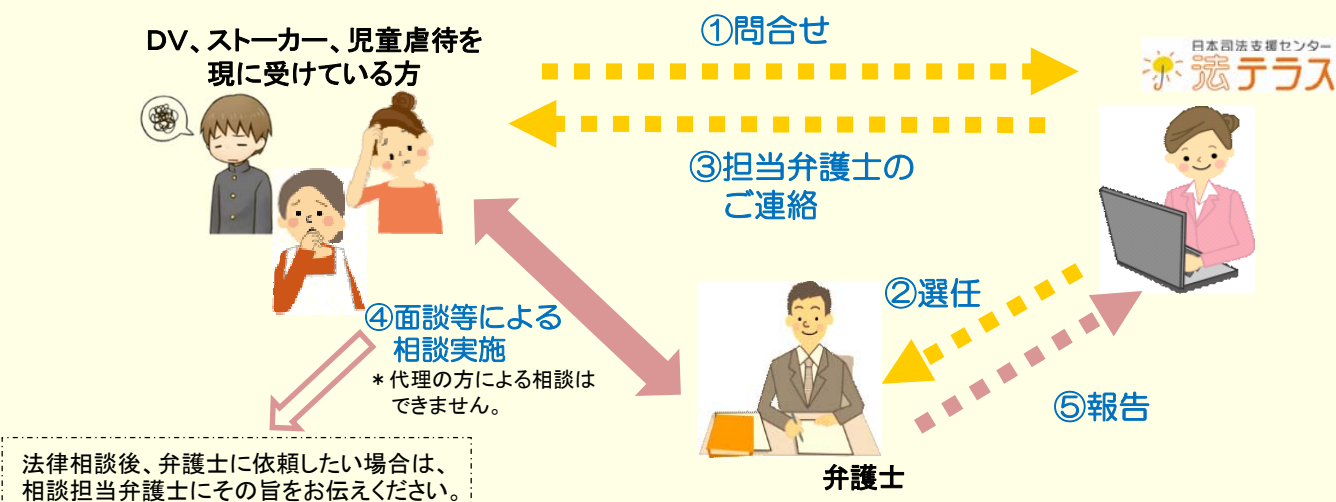 DV、ストーカー、児童虐待を
現に受けている方
①問合せ
日本司法支援センター
法テラス
③担当弁護士の
ご連絡
②選任
④面談等による
相談実施
*代理の方による相談は
できません。
⑤報告
弁護士
法律相談後、弁護士に依頼したい場合は、
相談担当弁護士にその旨をお伝えください。